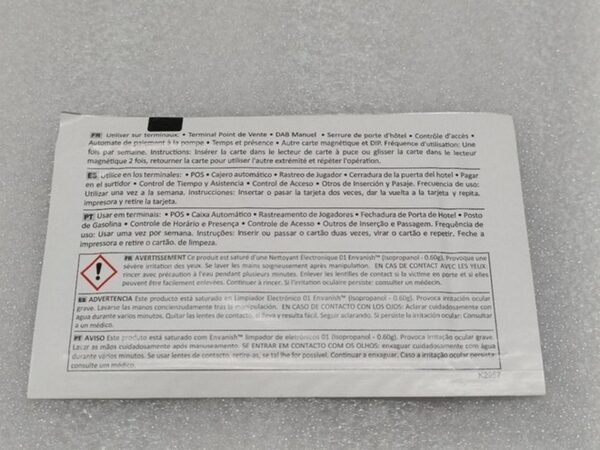 FR Utiliser sur terminaux: • Terminal Point de Vente • DAB Manuel • Serrure de porte d'hôtel • Contrôle d'accès •
Automate de paiement à la pompe • Temps et présence • Autre carte magnétique et DIP. Fréquence d'utilisation: Une
fois par semaine. Instructions: Insérer la carte dans le lecteur de carte à puce ou glisser la carte dans le lecteur
magnétique 2 fois, retourner la carte pour utiliser l'autre extrémité et répéter l'opération.
ES Utilice en los terminales: • POS • Cajero automático • Rastreo de Jugador • Cerradura de la puerta del hotel • Pagar
en el surtidor • Control de Tiempo y Asistencia • Control de Acceso • Otros de Inserción y Pasaje. Frecuencia de uso:
Utilizar una vez a la semana. Instrucciones: Insertar o pasar la tarjeta dos veces, dar la vuelta a la tarjeta y repita.
impresora y retire la tarjeta.
PT Usar em terminais: • POS • Caixa Automático • Rastreamento de Jogadores • Fechadura de Porta de Hotel • Posto
de Gasolina • Controle de Horário e Presença • Controle de Acceso • Outros de Inserção e Passagem. Frequência de
uso: Usar uma vez por semana. Instruções: Inserir ou passar o cartão duas vezes, virar o cartão e repeir. Feche a
impressora e retire o cartão. de limpeza.
FR AVERTISSEMENT Ce produit est saturé d'une Nettoyant Electronique 01 Envanish™ (Isopropanol - 0.60g). Provoque une
sévère irritation des yeux. Se laver les mains soigneusement après manipulation. EN CAS DE CONTACT AVEC LES YEUX:
rincer avec précaution à l'eau pendant plusieurs minutes. Enlever les lentilles de contact si la victime en porte et si elles
peuvent être facilement enlevées. Continuer à rincer. Si l'irritation oculaire persiste: consulter un médecin.
ES ADVERTENCIA Este producto está saturado en Limpiador Electrónico 01 Envanish™ (Isopropanol - 0.60g). Provoca irritación ocular
grave. Lavarse las manos concienzudamente tras la manipulación. EN CASO DE CONTACTO CON LOS OJOS: Aclarar cuidadosamente con
agua durante varios minutos. Quitar las lentes de contacto, si lleva y resulta fácil. Seguir aclarando. Si persiste irritación ocular: Consultar
a un médico.
PT AVISO Este produto está saturado com Envanish™ limpador de eletrônicos 01 (Isopropanol - 0.60g). Provoca irritação ocular grave.
Lavar as mãos cuidadosamente após manuseamento. SE ENTRAR EM CONTACTO COM OS OLHOS: enxaguar cuidadosamente com água
durante vários minutos. Se usar lentes de contacto, retire-as, se tal lhe for possível. Continuar a enxaguar. Caso a irritação ocular persista:
consulte um médico.
K2957